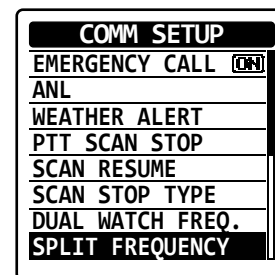 COMM SETUP
EMERGENCY CALL ON
ANL
WEATHER ALERT
PTT SCAN STOP
SCAN RESUME
SCAN STOP TYPE
DUAL WATCH FREQ.
SPLIT FREQUENCY